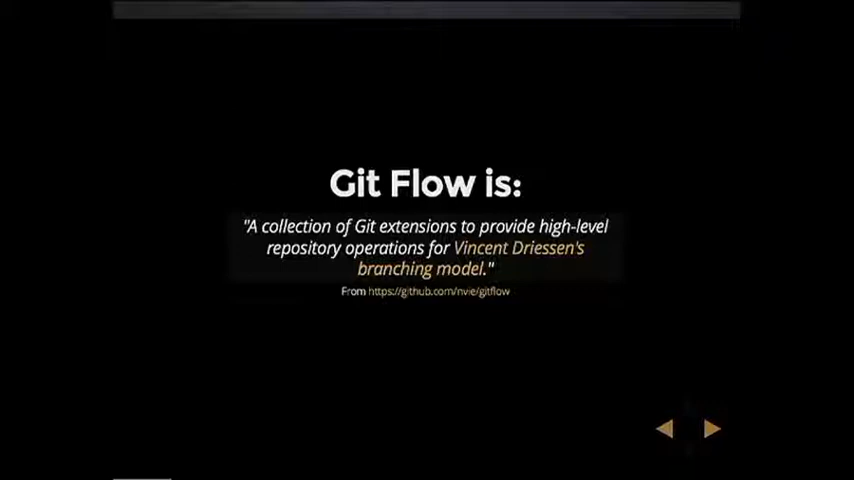 Git Flow is:
"A collection of Git extensions to provide high-level
repository operations for Vincent Driessen's
branching model."
From https://github.com/nvie/gitflow